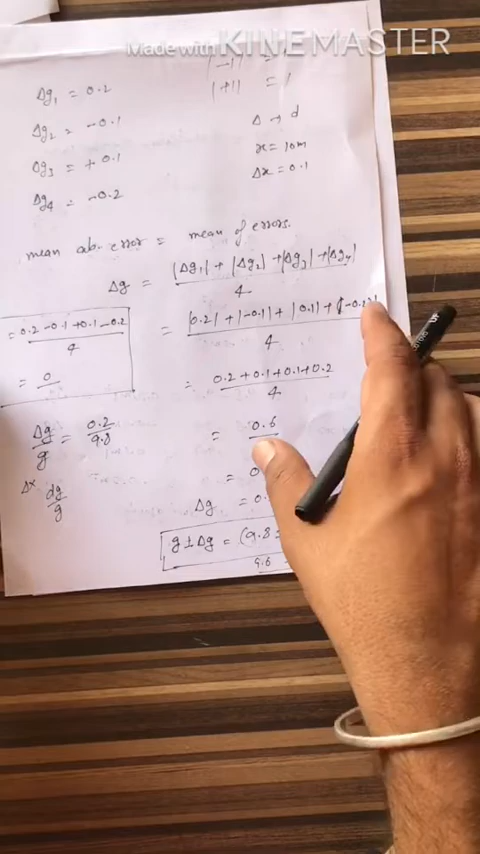 Made with KINEMASTER
|-1| =
|+1| = 1
Δg₁ = 0.2
Δg₂ = -0.1
Δg₃ = +0.1
Δg₄ = -0.2
Δ → d
x = 10m
Δx = 0.1
mean abs error = mean of errors.
Δg = |Δg₁| + |Δg₂| + |Δg₃| + |Δg₄| / 4
= |0.2| + |-0.1| + |0.1| + |-0.2| / 4
= 0.2 + 0.1 + 0.1 + 0.2 / 4
= 0.6
= 0
Δg = 0.
g ± Δg = (9.8 ±
9.6
= 0.2 - 0.1 + 0.1 - 0.2 / 4
= 0
Δg / g = 0.2 / 9.8
Δx
dg / g